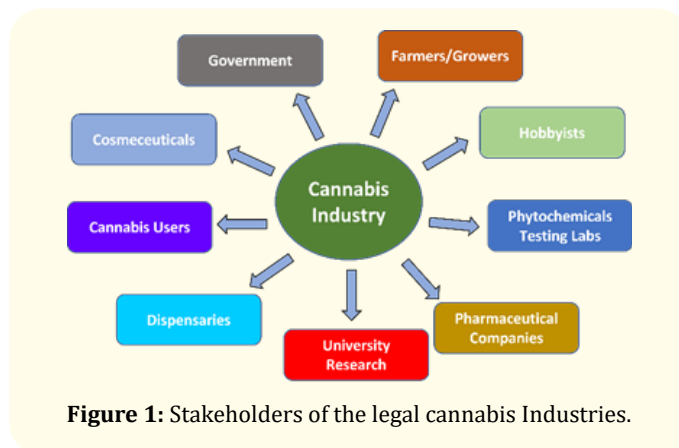 Government
Farmers/Growers
Cosmeceuticals
Hobbyists
Cannabis
Industry
Cannabis Users
Phytochemicals
Testing Labs
Dispensaries
University
Research
Pharmaceutical
Companies
Figure 1: Stakeholders of the legal cannabis Industries.